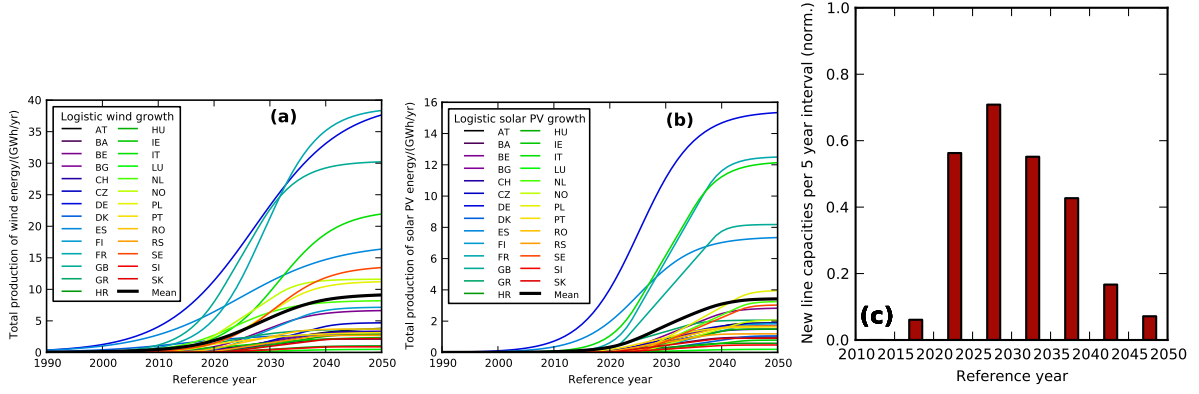 Total production of wind energy/(GWh/yr)
40
35
30
25
20
15
10
5
0
Logistic wind growth
AT HU
BA IE
BE IT
BG LU
CH NL
CZ NO
DE PL
DK PT
ES RO
FI RS
FR SE
GB SI
GR SK
HR Mean
(a)
1990 2000 2010 2020 2030 2040 2050
Reference year
Total production of solar PV energy/(GWh/yr)
16
14
12
10
8
6
4
2
0
Logistic solar PV growth
AT HU
BA IE
BE IT
BG LU
CH NL
CZ NO
DE PL
DK PT
ES RO
FI RS
FR SE
GB SI
GR SK
HR Mean
(b)
1990 2000 2010 2020 2030 2040 2050
Reference year
New line capacities per 5 year interval (norm.)
1.0
0.8
0.6
0.4
0.2
0.0
(c)
2010 2015 2020 2025 2030 2035 2040 2045 2050
Reference year